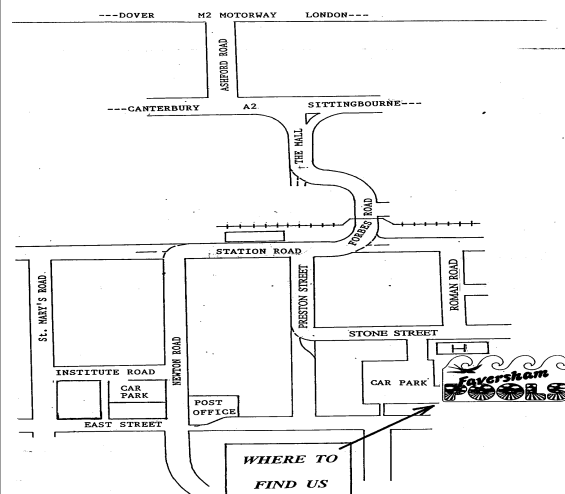 ---DOVER M2 MOTORWAY LONDON---
ASHFORD ROAD
---CANTERBURY A2 SITTINGBOURNE---
THE MALL
FORBES ROAD
STATION ROAD
PRESTON STREET
ROMAN ROAD
St. MARY'S ROAD.
NEWTON ROAD
STONE STREET
H
INSTITUTE ROAD
CAR
PARK
CAR PARK
Faversham
POOLS
POST
OFFICE
EAST STREET
WHERE TO
FIND US